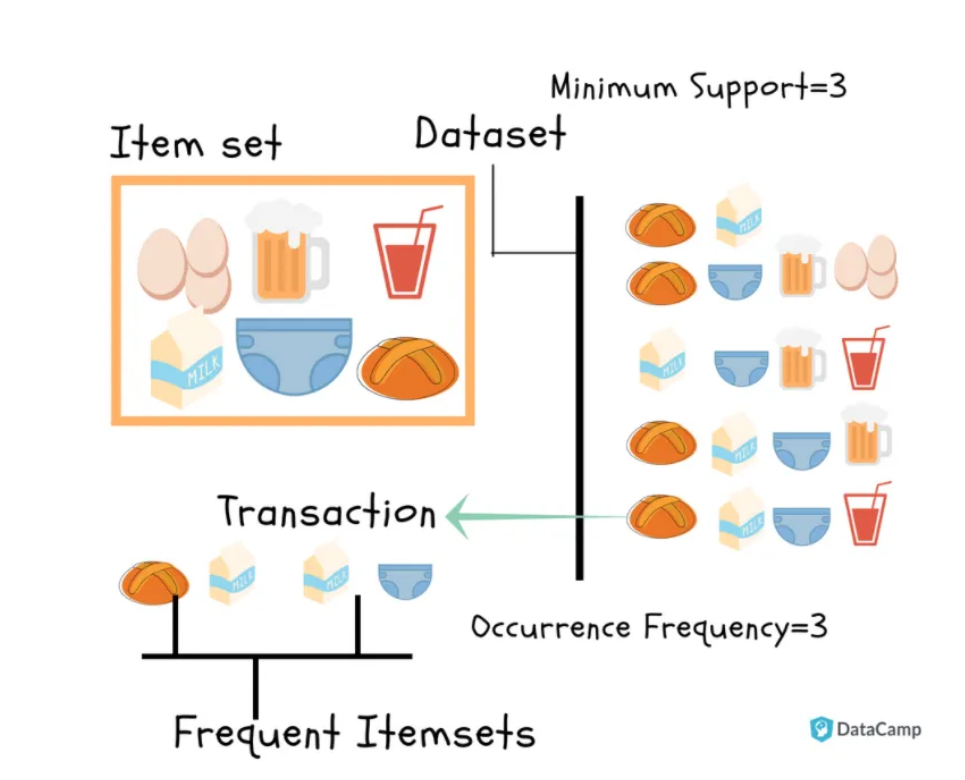 Minimum Support=3
Item set
Dataset
MILK
MILK
MILK
MILK
MILK
Transaction
MILK
MILK
Occurrence Frequency=3
Frequent Itemsets
DataCamp